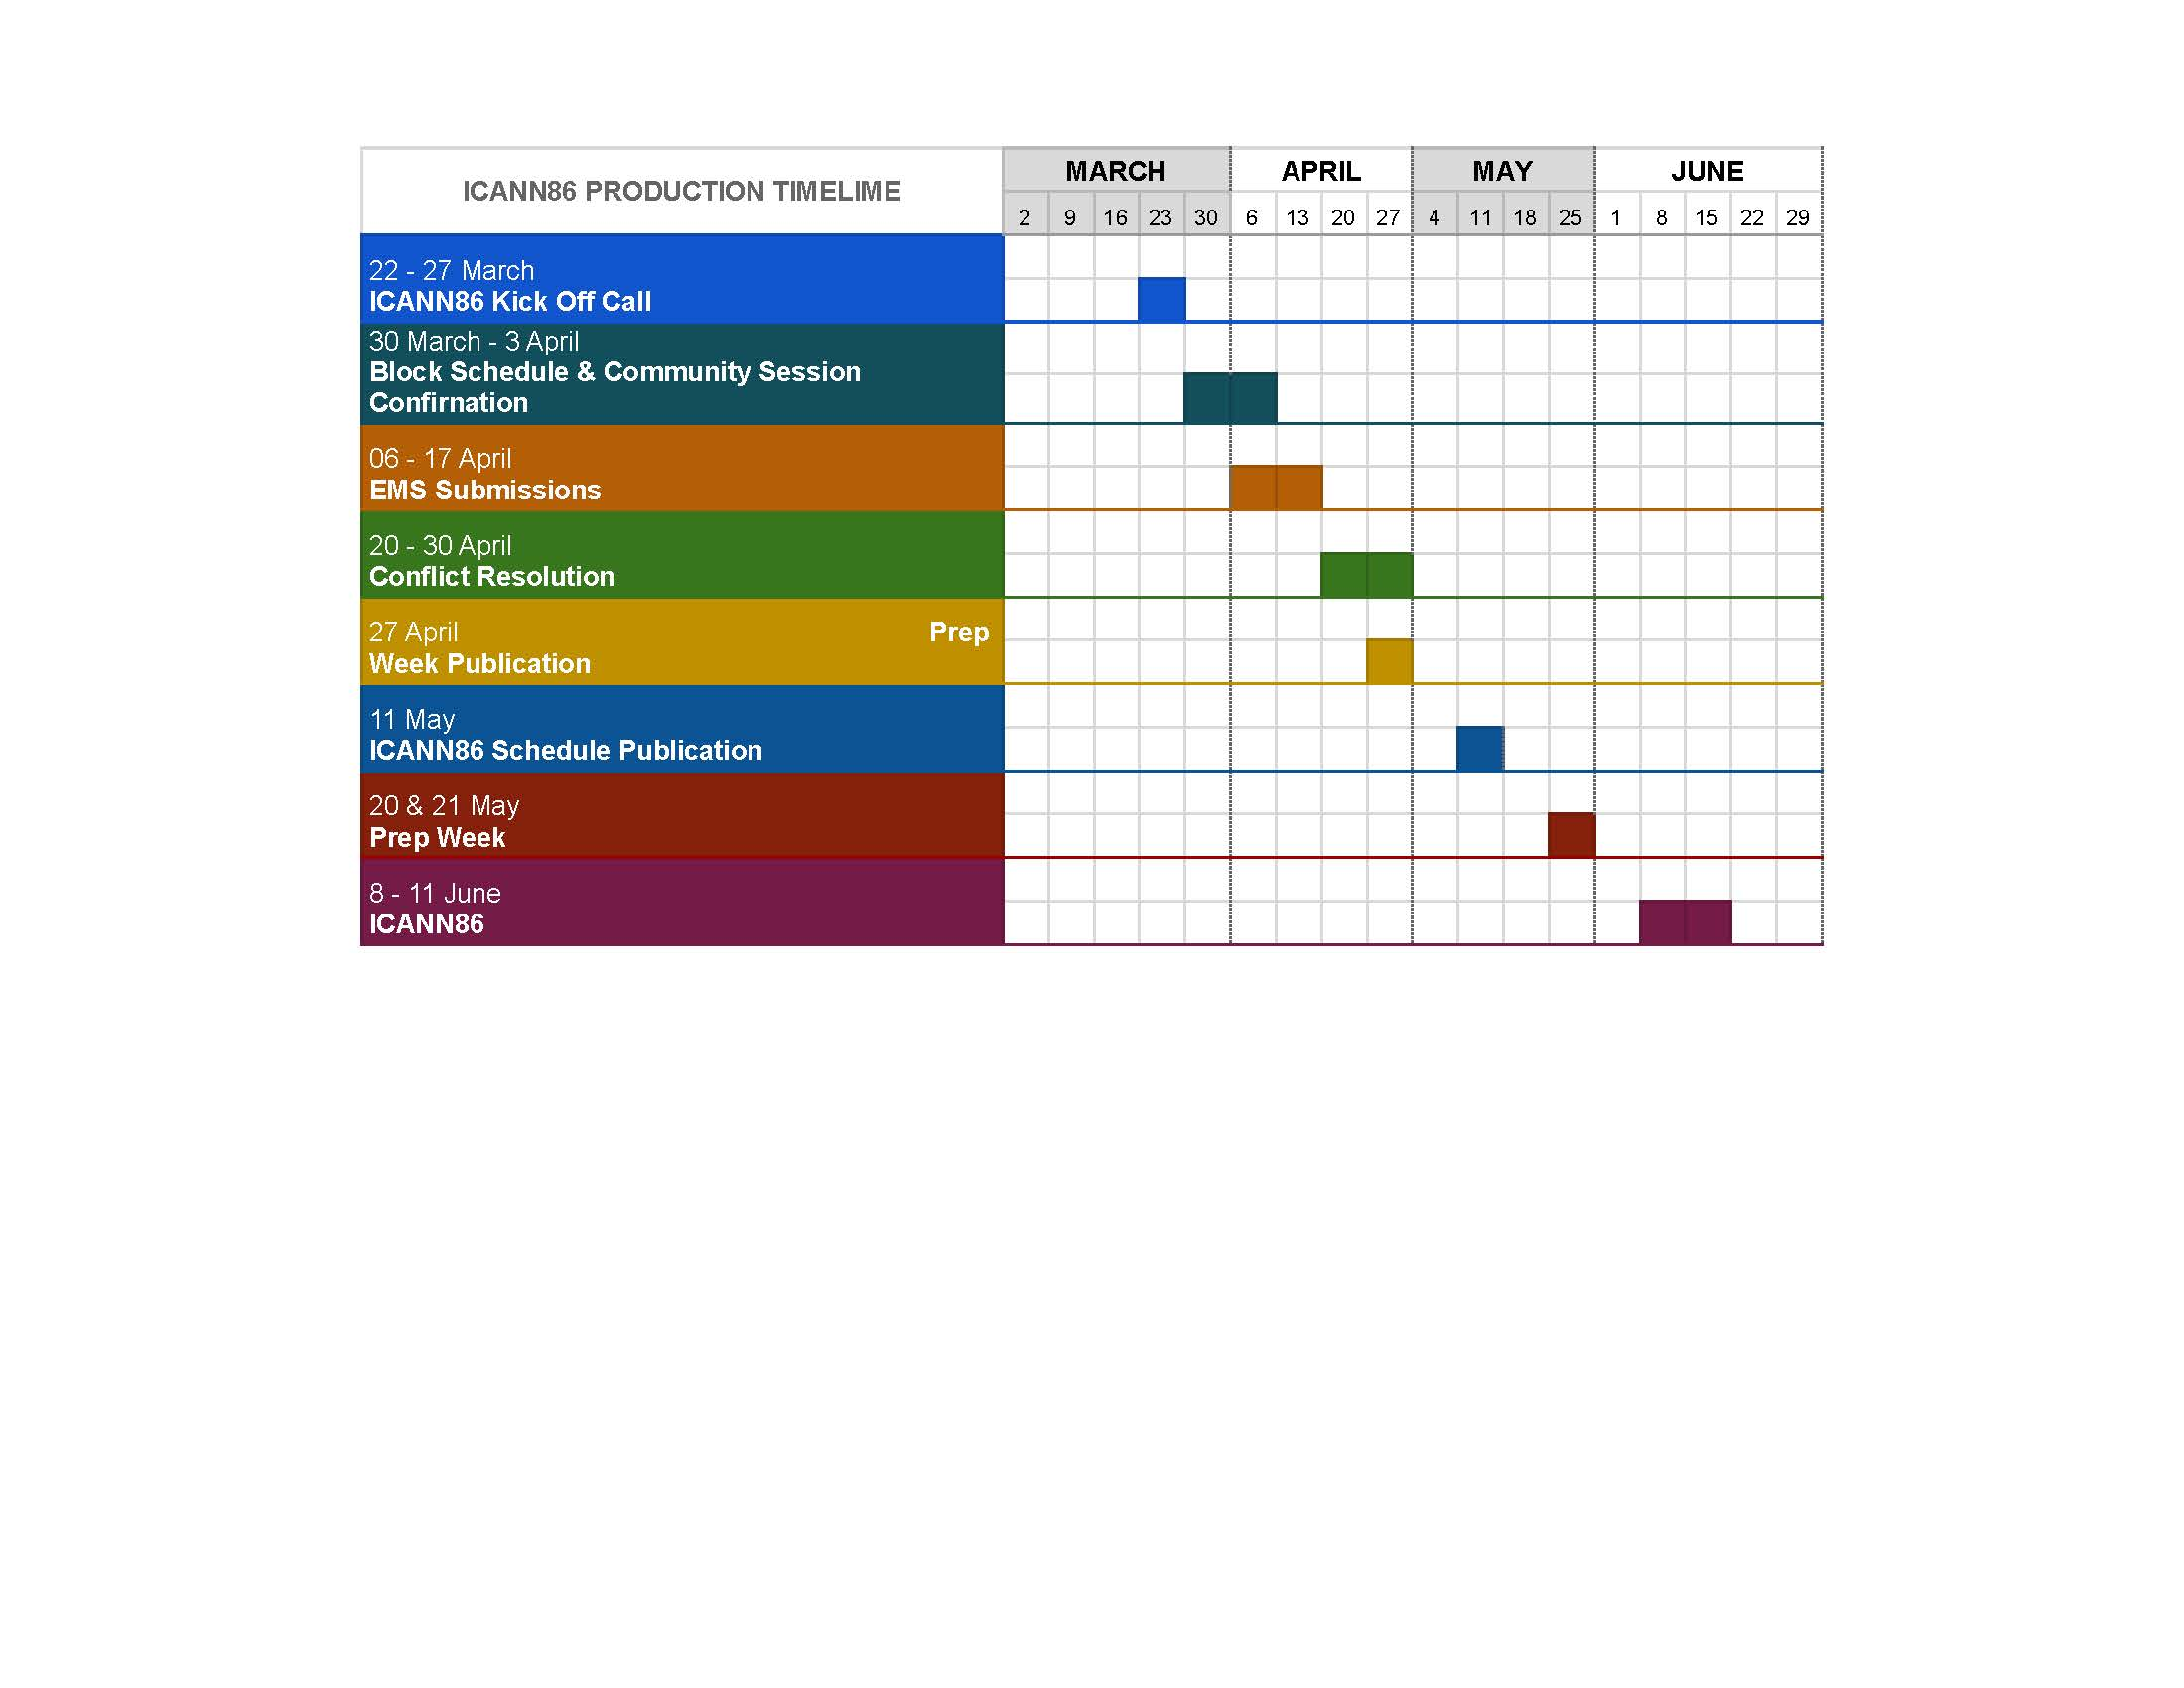 ICANN86 PRODUCTION TIMELIME
MARCH APRIL MAY JUNE
2 9 16 23 30 6 13 20 27 4 11 18 25 1 8 15 22 29
22 - 27 March
ICANN86 Kick Off Call
30 March - 3 April
Block Schedule & Community Session
Confirnation
06 - 17 April
EMS Submissions
20 - 30 April
Conflict Resolution
27 April Prep
Week Publication
11 May
ICANN86 Schedule Publication
20 & 21 May
Prep Week
8 - 11 June
ICANN86